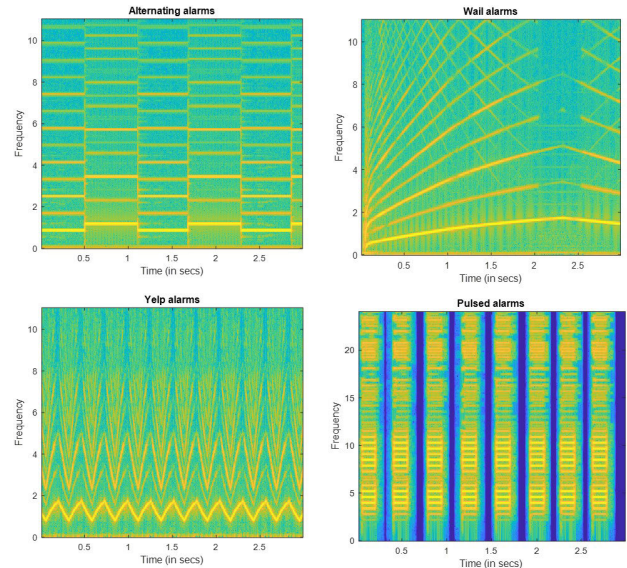 Alternating alarms
Frequency
10
8
6
4
2
0
0.5 1 1.5 2 2.5
Time (in secs)
Wail alarms
Frequency
10
8
6
4
2
0
0.5 1 1.5 2 2.5
Time (in secs)
Yelp alarms
Frequency
10
8
6
4
2
0
0.5 1 1.5 2 2.5
Time (in secs)
Pulsed alarms
Frequency
20
15
10
5
0
0.5 1 1.5 2 2.5
Time (in secs)